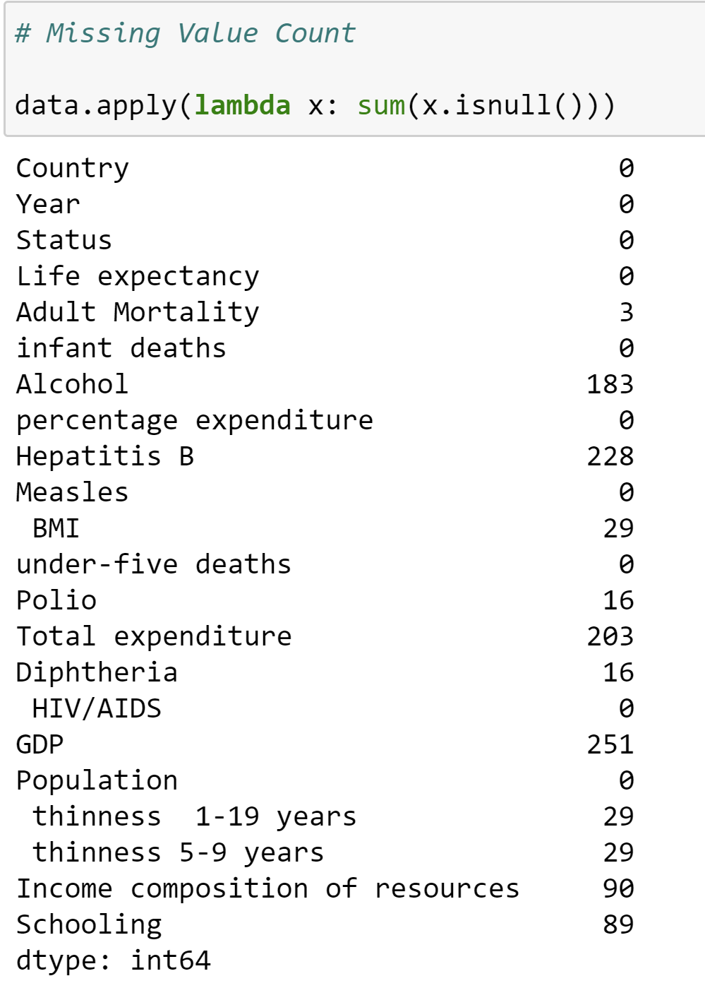 # Missing Value Count
data.apply(lambda x: sum(x.isnull()))
Country 0
Year 0
Status 0
Life expectancy 0
Adult Mortality 3
infant deaths 0
Alcohol 183
percentage expenditure 0
Hepatitis B 228
Measles 0
 BMI 29
under-five deaths 0
Polio 16
Total expenditure 203
Diphtheria 16
 HIV/AIDS 0
GDP 251
Population 0
 thinness  1-19 years 29
 thinness 5-9 years 29
Income composition of resources 90
Schooling 89
dtype: int64